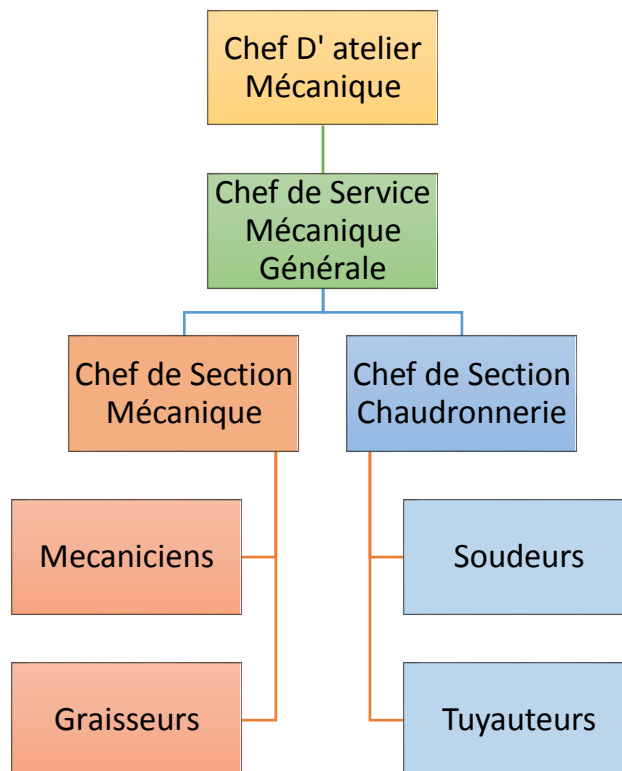 Chef D' atelier
Mécanique
Chef de Service
Mécanique
Générale
Chef de Section
Mécanique
Chef de Section
Chaudronnerie
Mecaniciens
Soudeurs
Graisseurs
Tuyauteurs